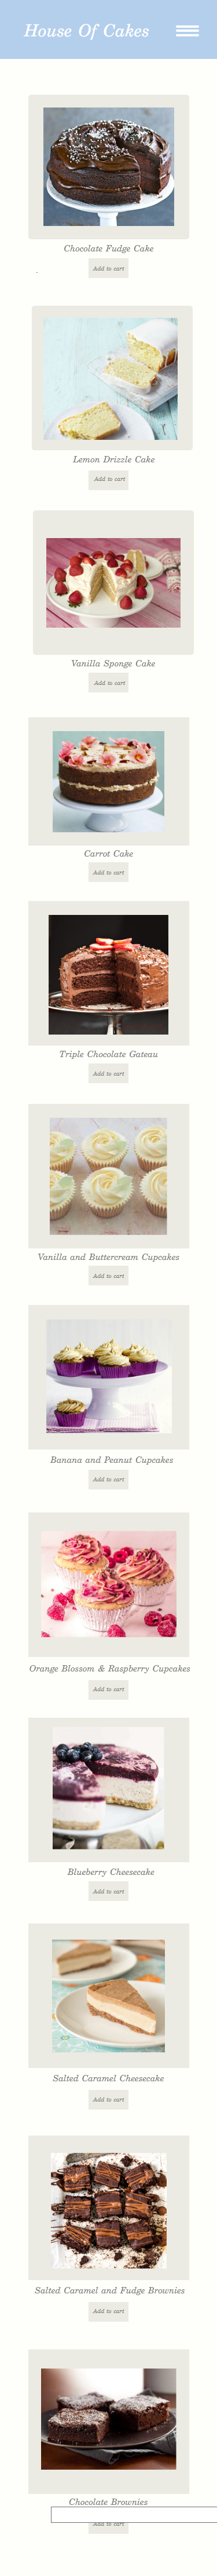 House Of Cakes
Chocolate Fudge Cake
Add to cart
Lemon Drizzle Cake
Add to cart
Vanilla Sponge Cake
Add to cart
Carrot Cake
Add to cart
Triple Chocolate Gateau
Add to cart
Vanilla and Buttercream Cupcakes
Add to cart
Banana and Peanut Cupcakes
Add to cart
Orange Blossom & Raspberry Cupcakes
Add to cart
Blueberry Cheesecake
Add to cart
Salted Caramel Cheesecake
Add to cart
Salted Caramel and Fudge Brownies
Add to cart
Chocolate Brownies
Add to cart